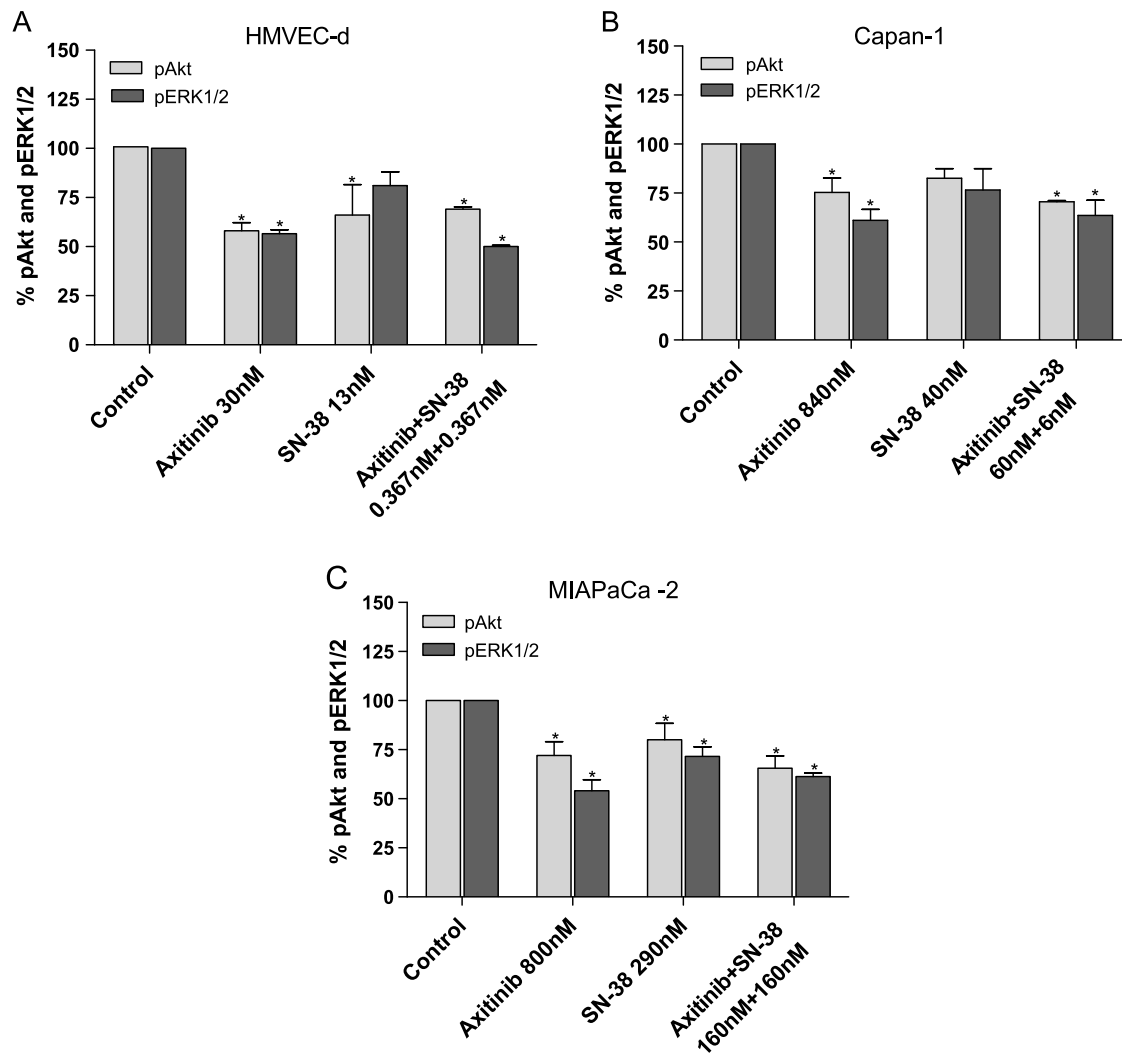 A
HMVEC-d
150
125
100
75
50
25
0
% pAkt and pERK1/2
pAkt
pERK1/2
Control
Axitinib 30nM
SN-38 13nM
Axitinib+SN-38
0.367nM+0.367nM
* * * * *
B
Capan-1
150
125
100
75
50
25
0
% pAkt and pERK1/2
pAkt
pERK1/2
Control
Axitinib 840nM
SN-38 40nM
Axitinib+SN-38
60nM+6nM
* * * *
C
MIAPaCa -2
150
125
100
75
50
25
0
% pAkt and pERK1/2
pAkt
pERK1/2
Control
Axitinib 800nM
SN-38 290nM
Axitinib+SN-38
160nM+160nM
* * * * * *